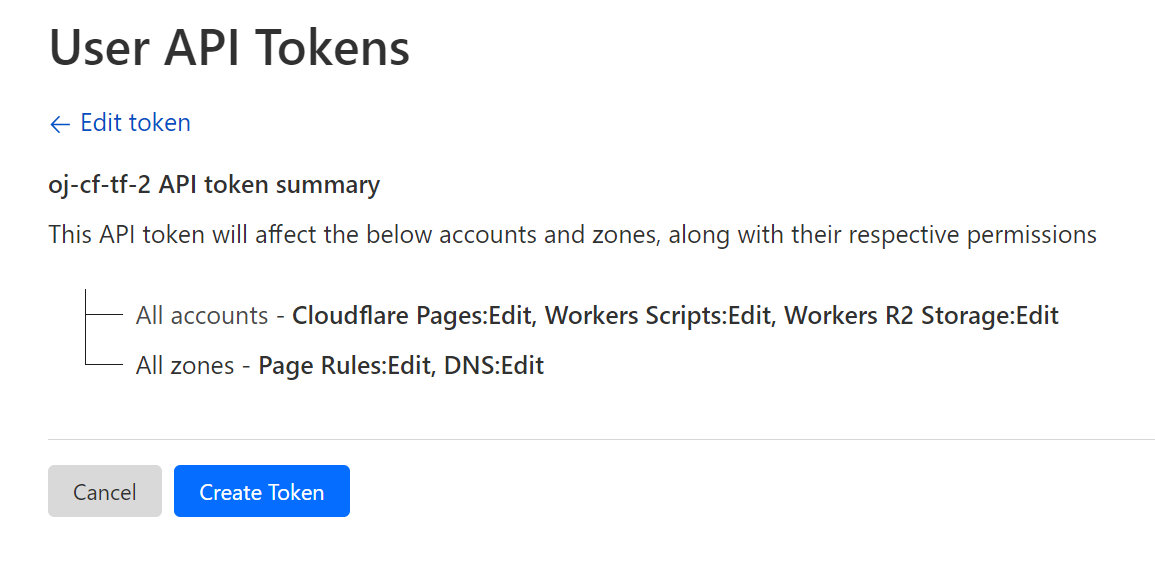 User API Tokens
← Edit token
oj-cf-tf-2 API token summary
This API token will affect the below accounts and zones, along with their respective permissions
All accounts - Cloudflare Pages:Edit, Workers Scripts:Edit, Workers R2 Storage:Edit
All zones - Page Rules:Edit, DNS:Edit
Cancel
Create Token